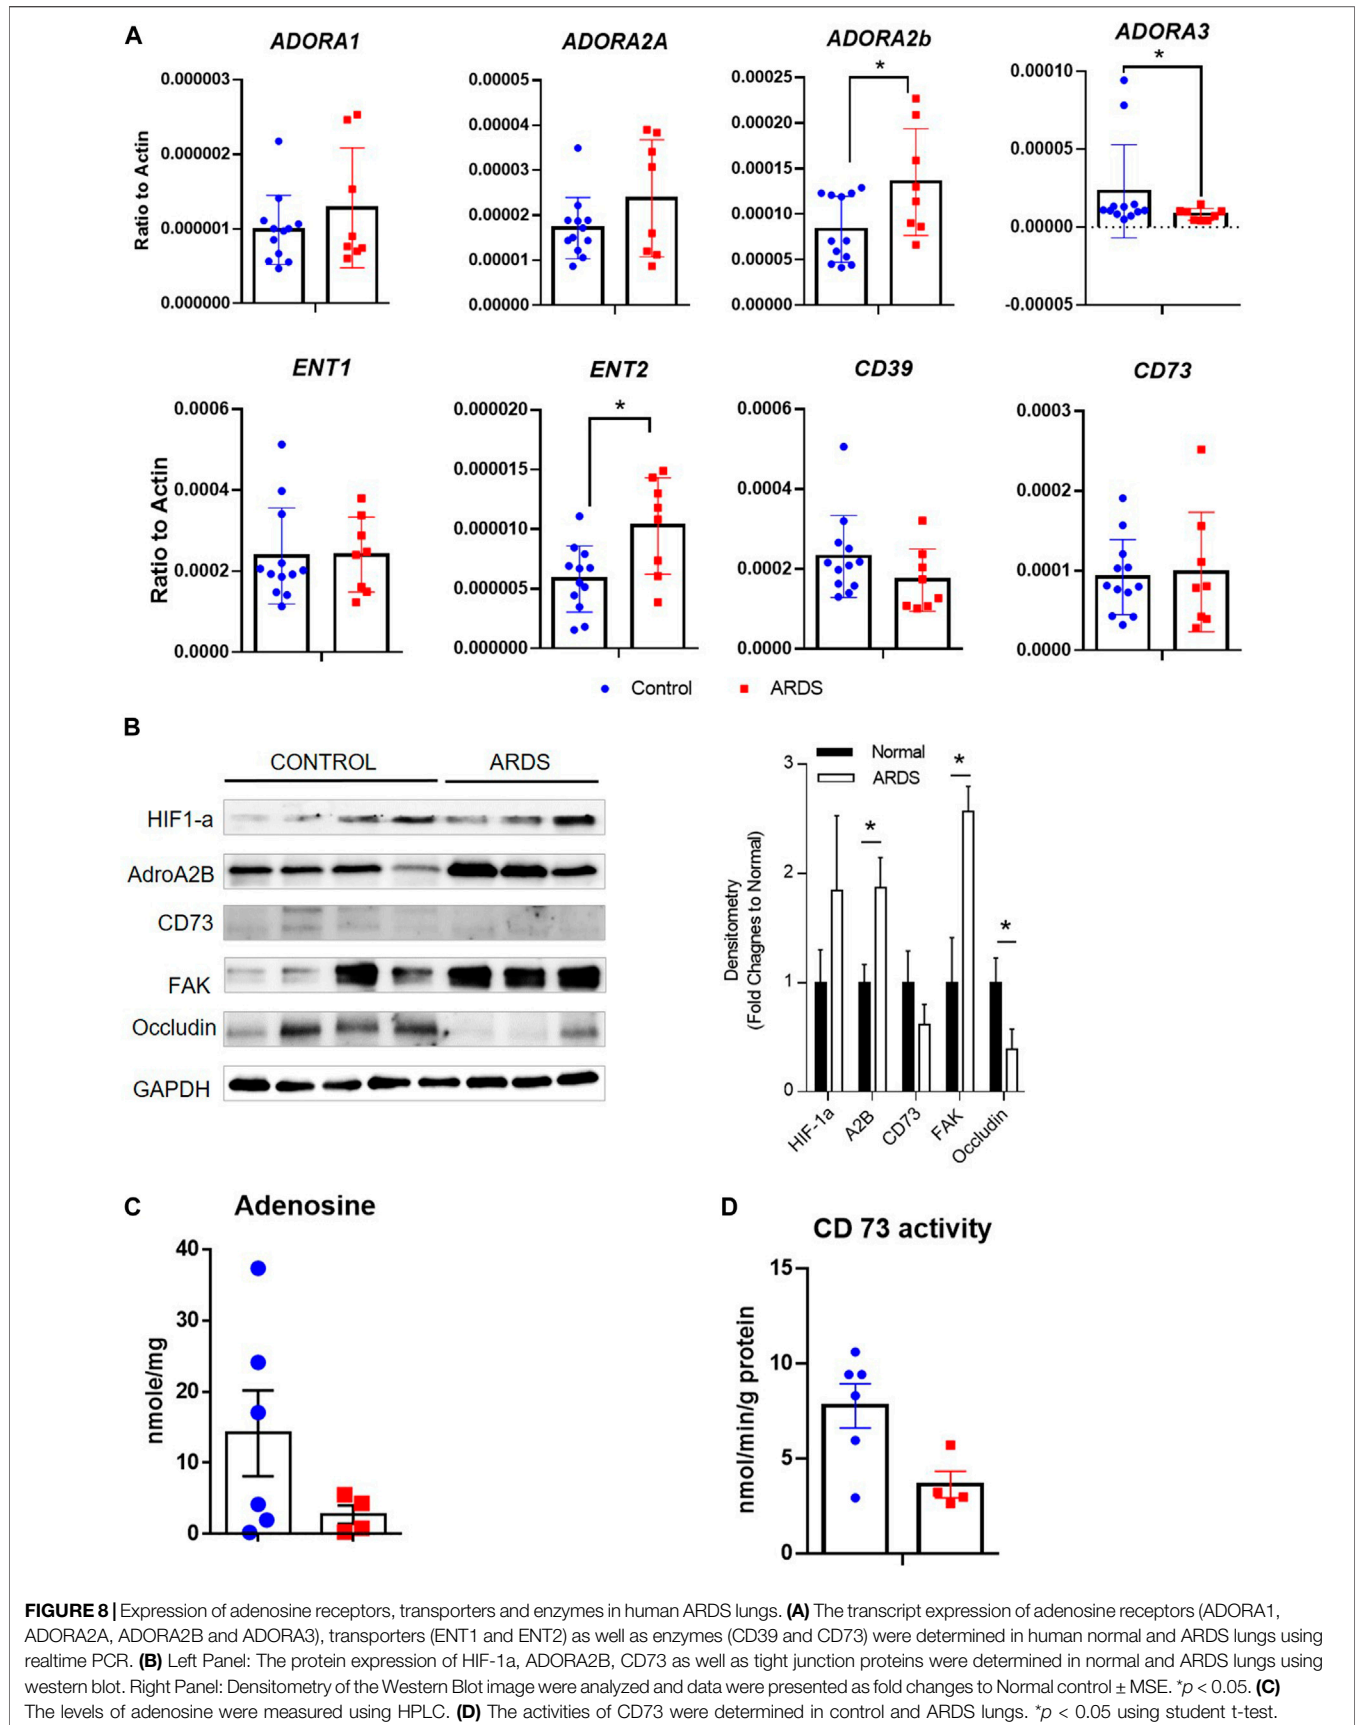 A
ADORA1
ADORA2A
ADORA2b
ADORA3
Ratio to Actin
0.000003
0.000002
0.000001
0.000000
0.00005
0.00004
0.00003
0.00002
0.00001
0.00000
*
0.00025
0.00020
0.00015
0.00010
0.00005
0.00000
*
0.00010
0.00005
0.00000
-0.00005
ENT1
ENT2
CD39
CD73
Ratio to Actin
0.0006
0.0004
0.0002
0.0000
*
0.000020
0.000015
0.000010
0.000005
0.000000
0.0006
0.0004
0.0002
0.0000
0.0003
0.0002
0.0001
0.0000
Control ARDS
B
CONTROL ARDS
HIF1-a
AdroA2B
CD73
FAK
Occludin
GAPDH
Normal
ARDS
Densitometry
(Fold Chagnes to Normal)
3
2
1
0
*
*
*
HIF-1a
A2B
CD73
FAK
Occludin
C
Adenosine
nmole/mg
40
30
20
10
0
D
CD 73 activity
nmol/min/g protein
15
10
5
0
FIGURE 8 | Expression of adenosine receptors, transporters and enzymes in human ARDS lungs. (A) The transcript expression of adenosine receptors (ADORA1,
ADORA2A, ADORA2B and ADORA3), transporters (ENT1 and ENT2) as well as enzymes (CD39 and CD73) were determined in human normal and ARDS lungs using
realtime PCR. (B) Left Panel: The protein expression of HIF-1a, ADORA2B, CD73 as well as tight junction proteins were determined in normal and ARDS lungs using
western blot. Right Panel: Densitometry of the Western Blot image were analyzed and data were presented as fold changes to Normal control ± MSE. *p < 0.05. (C)
The levels of adenosine were measured using HPLC. (D) The activities of CD73 were determined in control and ARDS lungs. *p < 0.05 using student t-test.